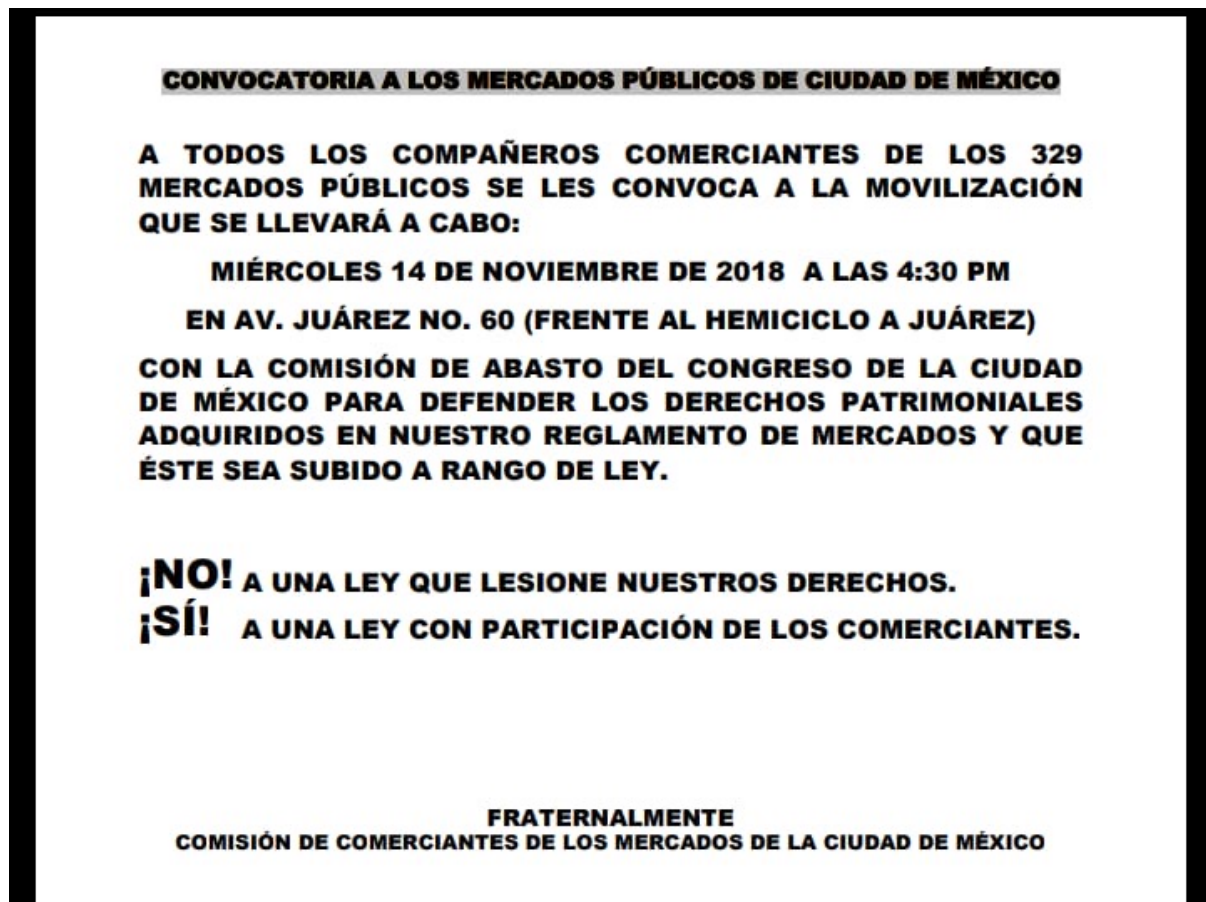 CONVOCATORIA A LOS MERCADOS PÚBLICOS DE CIUDAD DE MÉXICO
A TODOS LOS COMPAÑEROS COMERCIANTES DE LOS 329
MERCADOS PÚBLICOS SE LES CONVOCA A LA MOVILIZACIÓN
QUE SE LLEVARÁ A CABO:
MIÉRCOLES 14 DE NOVIEMBRE DE 2018 A LAS 4:30 PM
EN AV. JUÁREZ NO. 60 (FRENTE AL HEMICICLO A JUÁREZ)
CON LA COMISIÓN DE ABASTO DEL CONGRESO DE LA CIUDAD
DE MÉXICO PARA DEFENDER LOS DERECHOS PATRIMONIALES
ADQUIRIDOS EN NUESTRO REGLAMENTO DE MERCADOS Y QUE
ÉSTE SEA SUBIDO A RANGO DE LEY.
¡NO! A UNA LEY QUE LESIONE NUESTROS DERECHOS.
¡SÍ! A UNA LEY CON PARTICIPACIÓN DE LOS COMERCIANTES.
FRATERNALMENTE
COMISIÓN DE COMERCIANTES DE LOS MERCADOS DE LA CIUDAD DE MÉXICO